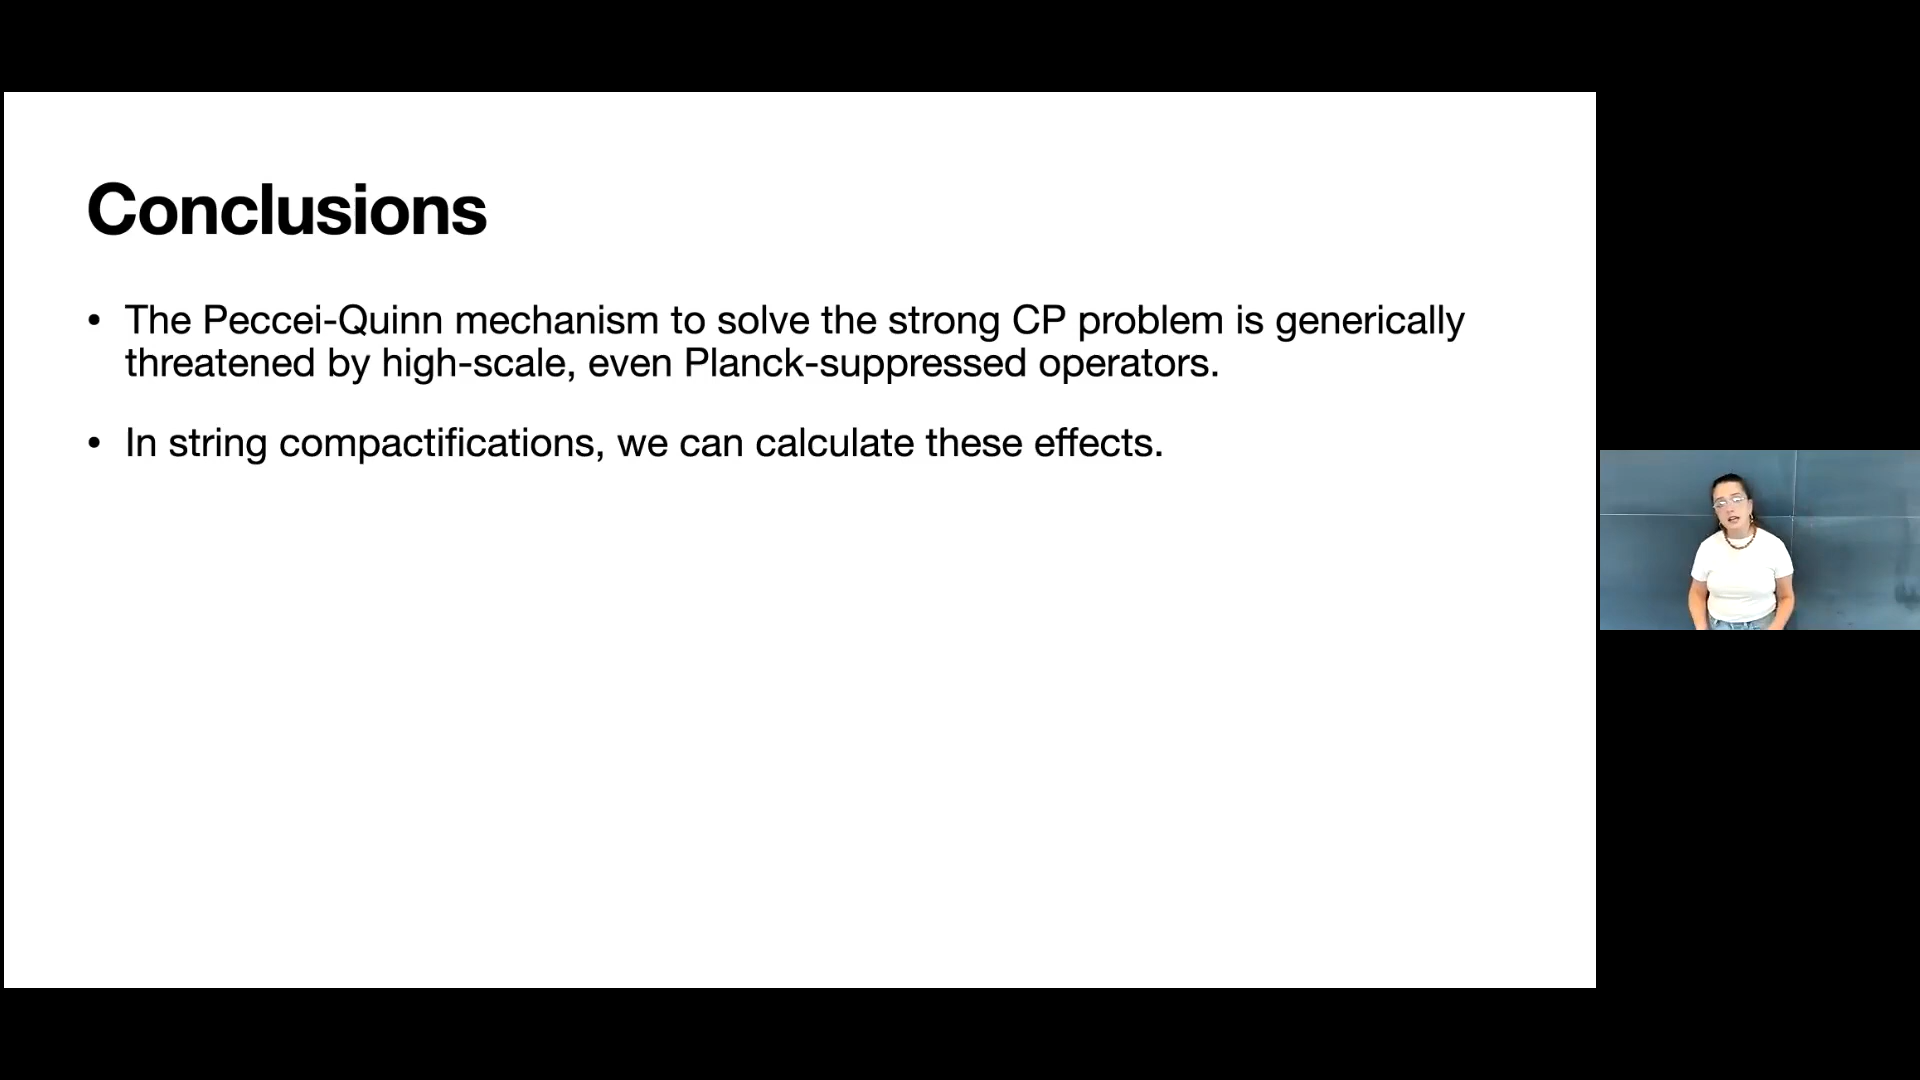 Conclusions
• The Peccei-Quinn mechanism to solve the strong CP problem is generically
threatened by high-scale, even Planck-suppressed operators.
• In string compactifications, we can calculate these effects.